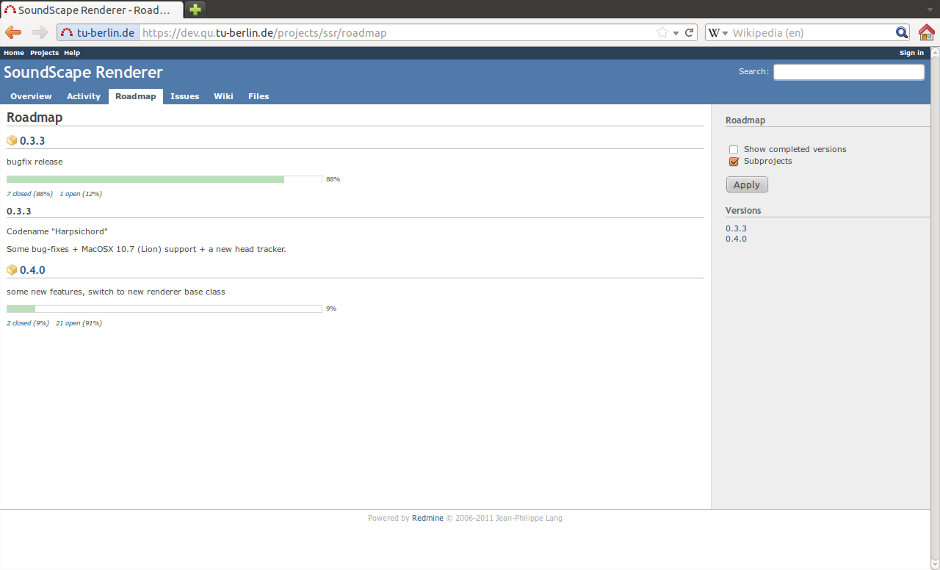 SoundScape Renderer - Road...
tu-berlin.de https://dev.qu.tu-berlin.de/projects/ssr/roadmap W Wikipedia (en)
Home Projects Help Sign in
SoundScape Renderer Search:
Overview Activity Roadmap Issues Wiki Files
Roadmap
0.3.3
bugfix release
88%
7 closed (88%) 1 open (12%)
0.3.3
Codename "Harpsichord"
Some bug-fixes + MacOSX 10.7 (Lion) support + a new head tracker.
0.4.0
some new features, switch to new renderer base class
9%
2 closed (9%) 21 open (91%)
Roadmap
Show completed versions
Subprojects
Apply
Versions
0.3.3
0.4.0
Powered by Redmine © 2006-2011 Jean-Philippe Lang